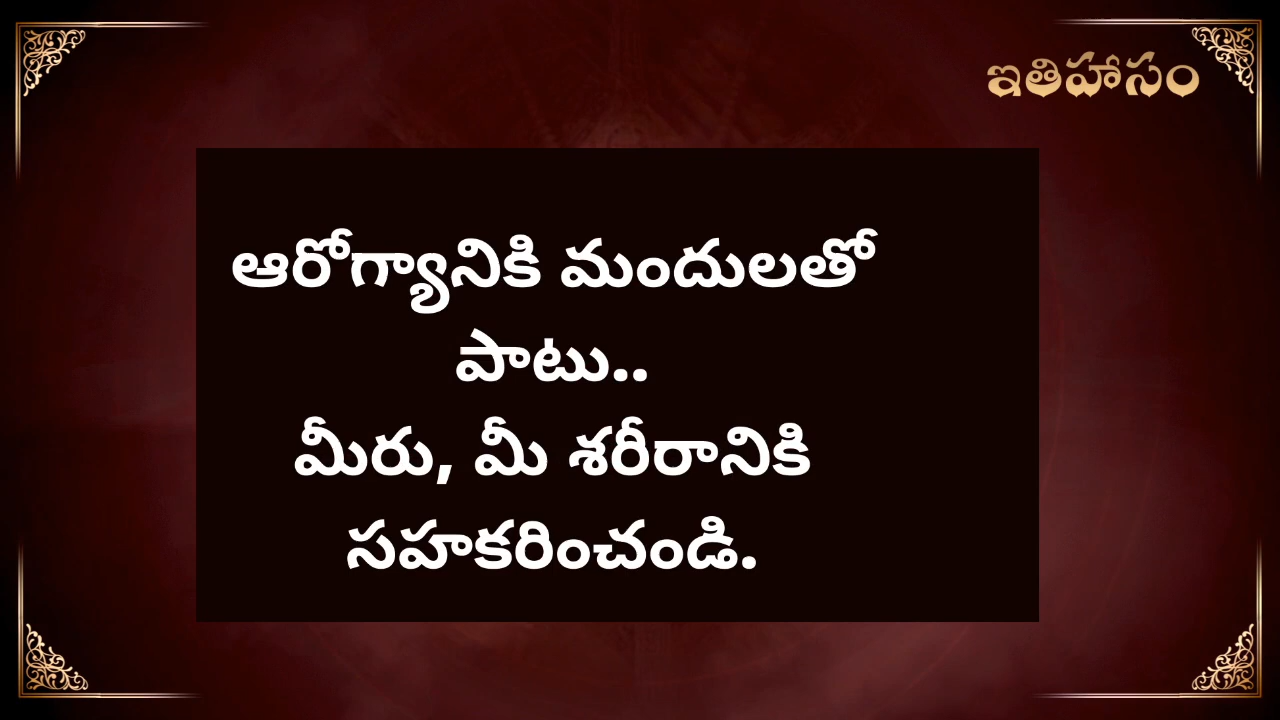 ఇతిహాసం
ఆరోగ్యానికి మందులతో
పాటు..
మీరు, మీ శరీరానికి
సహకరించండి.